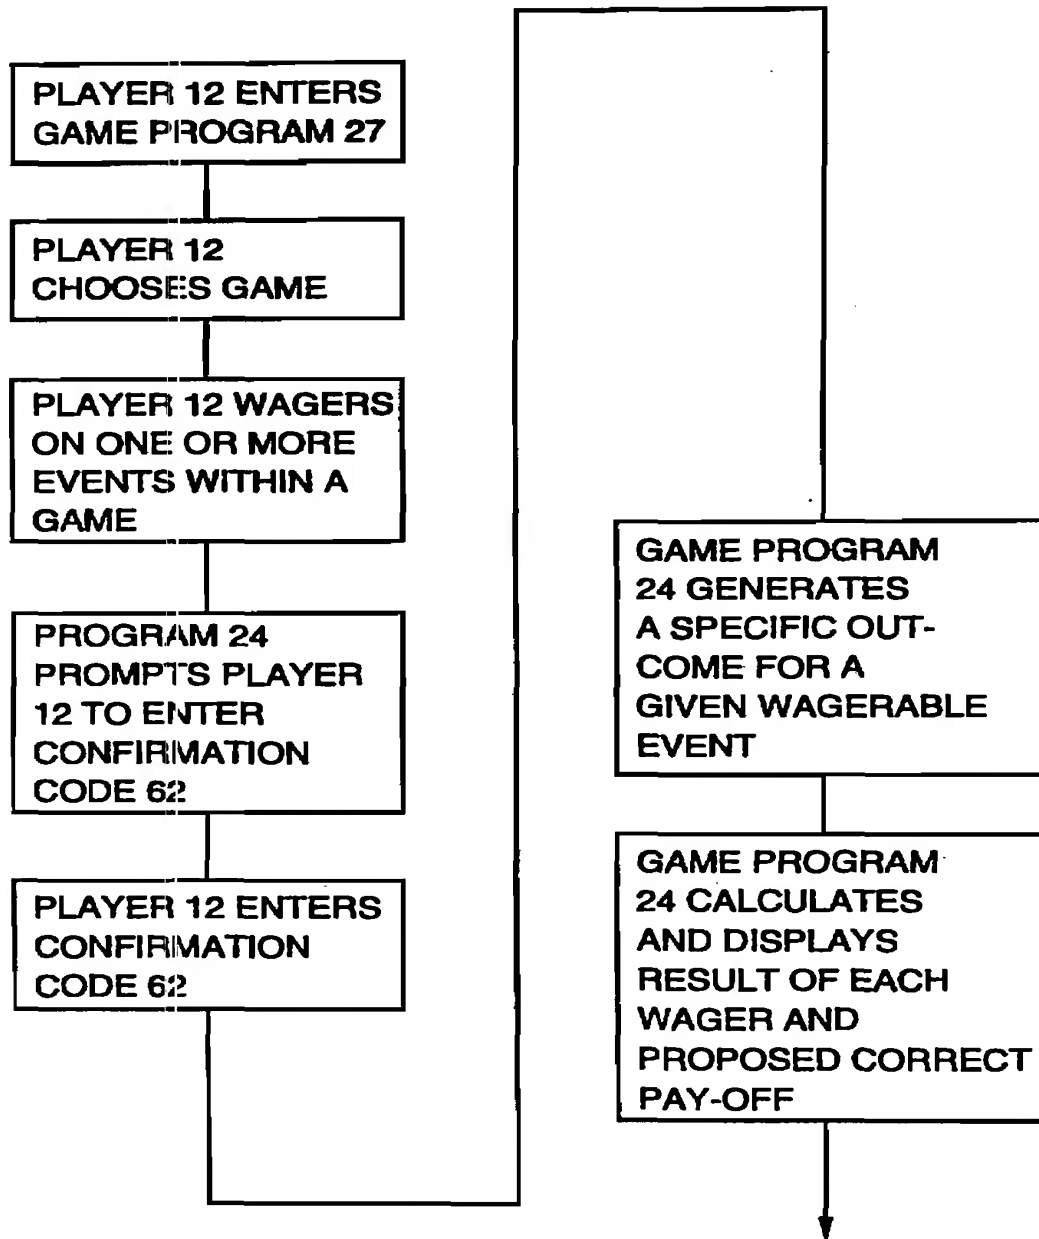 PLAYER 12 ENTERS
GAME PROGRAM 27
PLAYER 12
CHOOSES GAME
PLAYER 12 WAGERS
ON ONE OR MORE
EVENTS WITHIN A
GAME
PROGRAM 24
PROMPTS PLAYER
12 TO ENTER
CONFIRMATION
CODE 62
PLAYER 12 ENTERS
CONFIRMATION
CODE 62
GAME PROGRAM
24 GENERATES
A SPECIFIC OUT-
COME FOR A
GIVEN WAGERABLE
EVENT
GAME PROGRAM
24 CALCULATES
AND DISPLAYS
RESULT OF EACH
WAGER AND
PROPOSED CORRECT
PAY-OFF